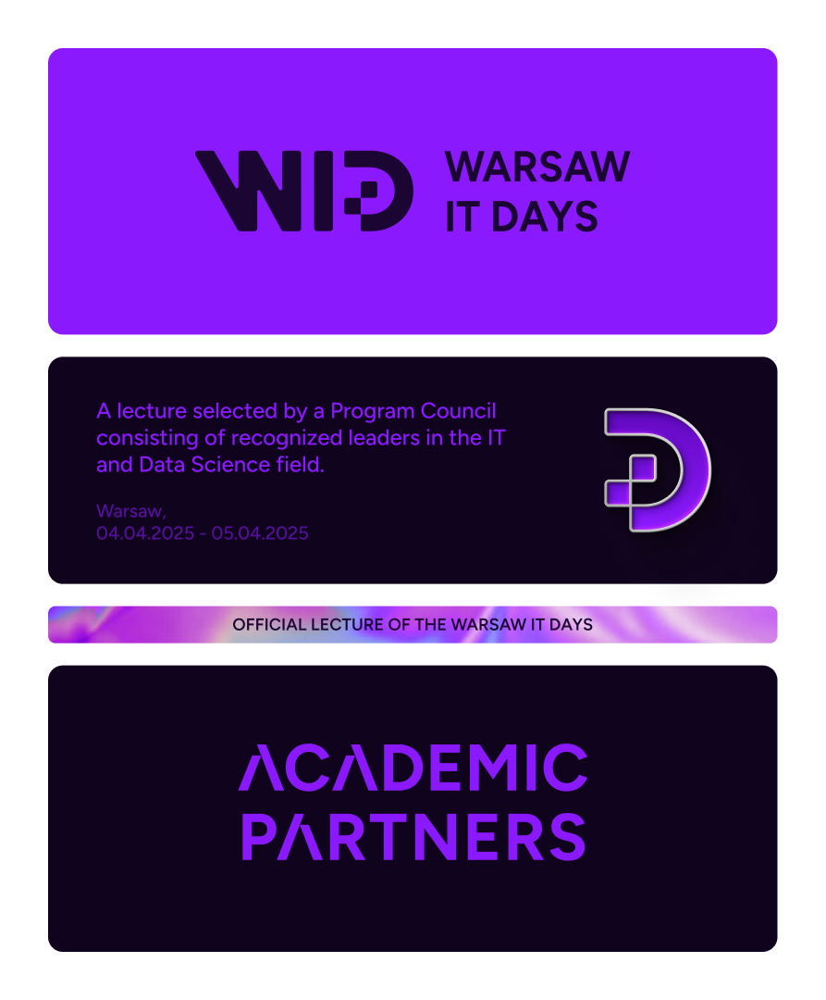 WID
WARSAW
IT DAYS
A lecture selected by a Program Council
consisting of recognized leaders in the IT
and Data Science field.
Warsaw,
04.04.2025 - 05.04.2025
OFFICIAL LECTURE OF THE WARSAW IT DAYS
ACADEMIC
PARTNERS